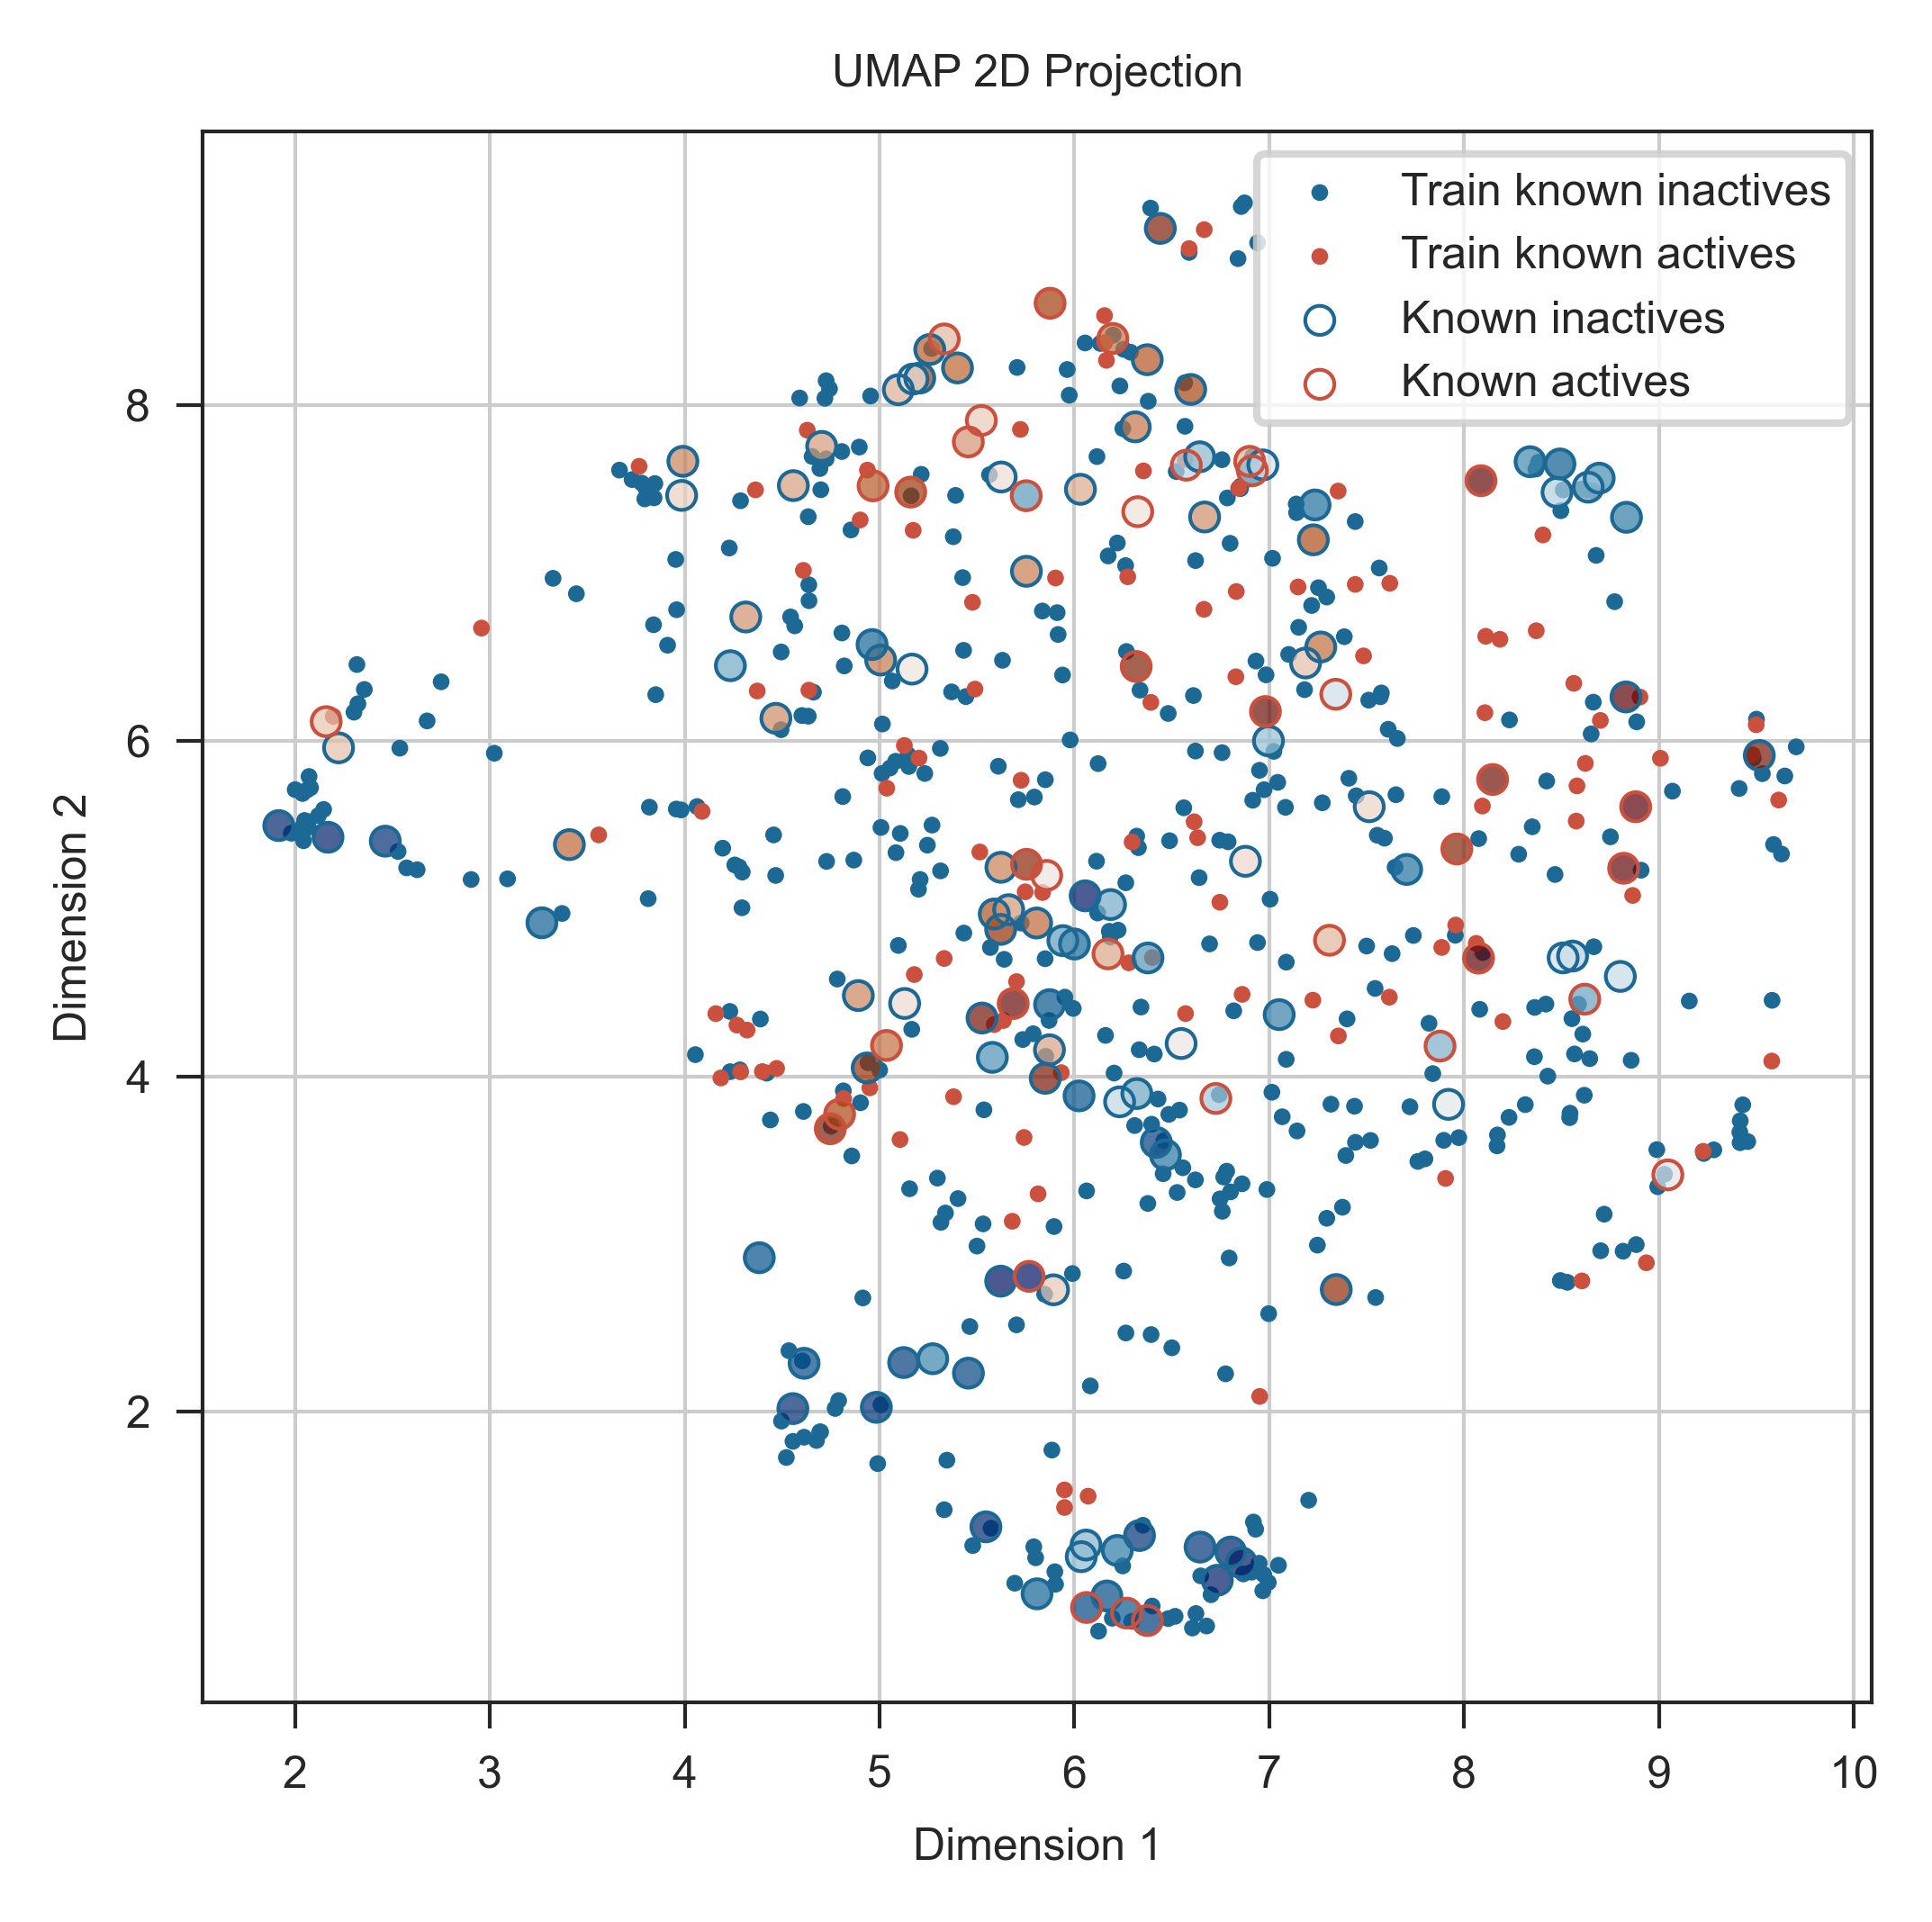 UMAP 2D Projection
Train known inactives
Train known actives
Known inactives
Known actives
8
6
4
2
Dimension 2
2 3 4 5 6 7 8 9 10
Dimension 1